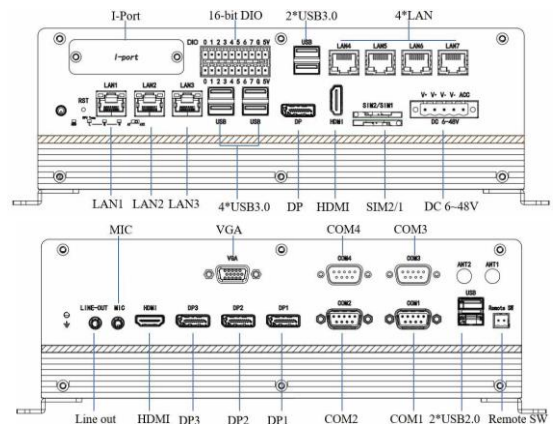 I-Port 16-bit DIO 2*USB3.0 4*LAN
I-port
DIO 0 1 2 3 4 5 6 7 G 5V
0 1 2 3 4 5 6 7 G 5V
USB
LAN4 LAN5 LAN6 LAN7
LAN1 LAN2 LAN3
RST
USB USB
DP
HDMI
SIM2/SIM1
V- V- V- V- ACC
DC 6~48V
LAN1 LAN2 LAN3 4*USB3.0 DP HDMI SIM2/1 DC 6~48V
MIC VGA COM4 COM3
VGA
COM4 COM3
ANT2 ANT1
LINE-OUT MIC HDMI DP3 DP2 DP1 COM2 COM1 USB Remote SW
Line out HDMI DP3 DP2 DP1 COM2 COM1 2*USB2.0 Remote SW